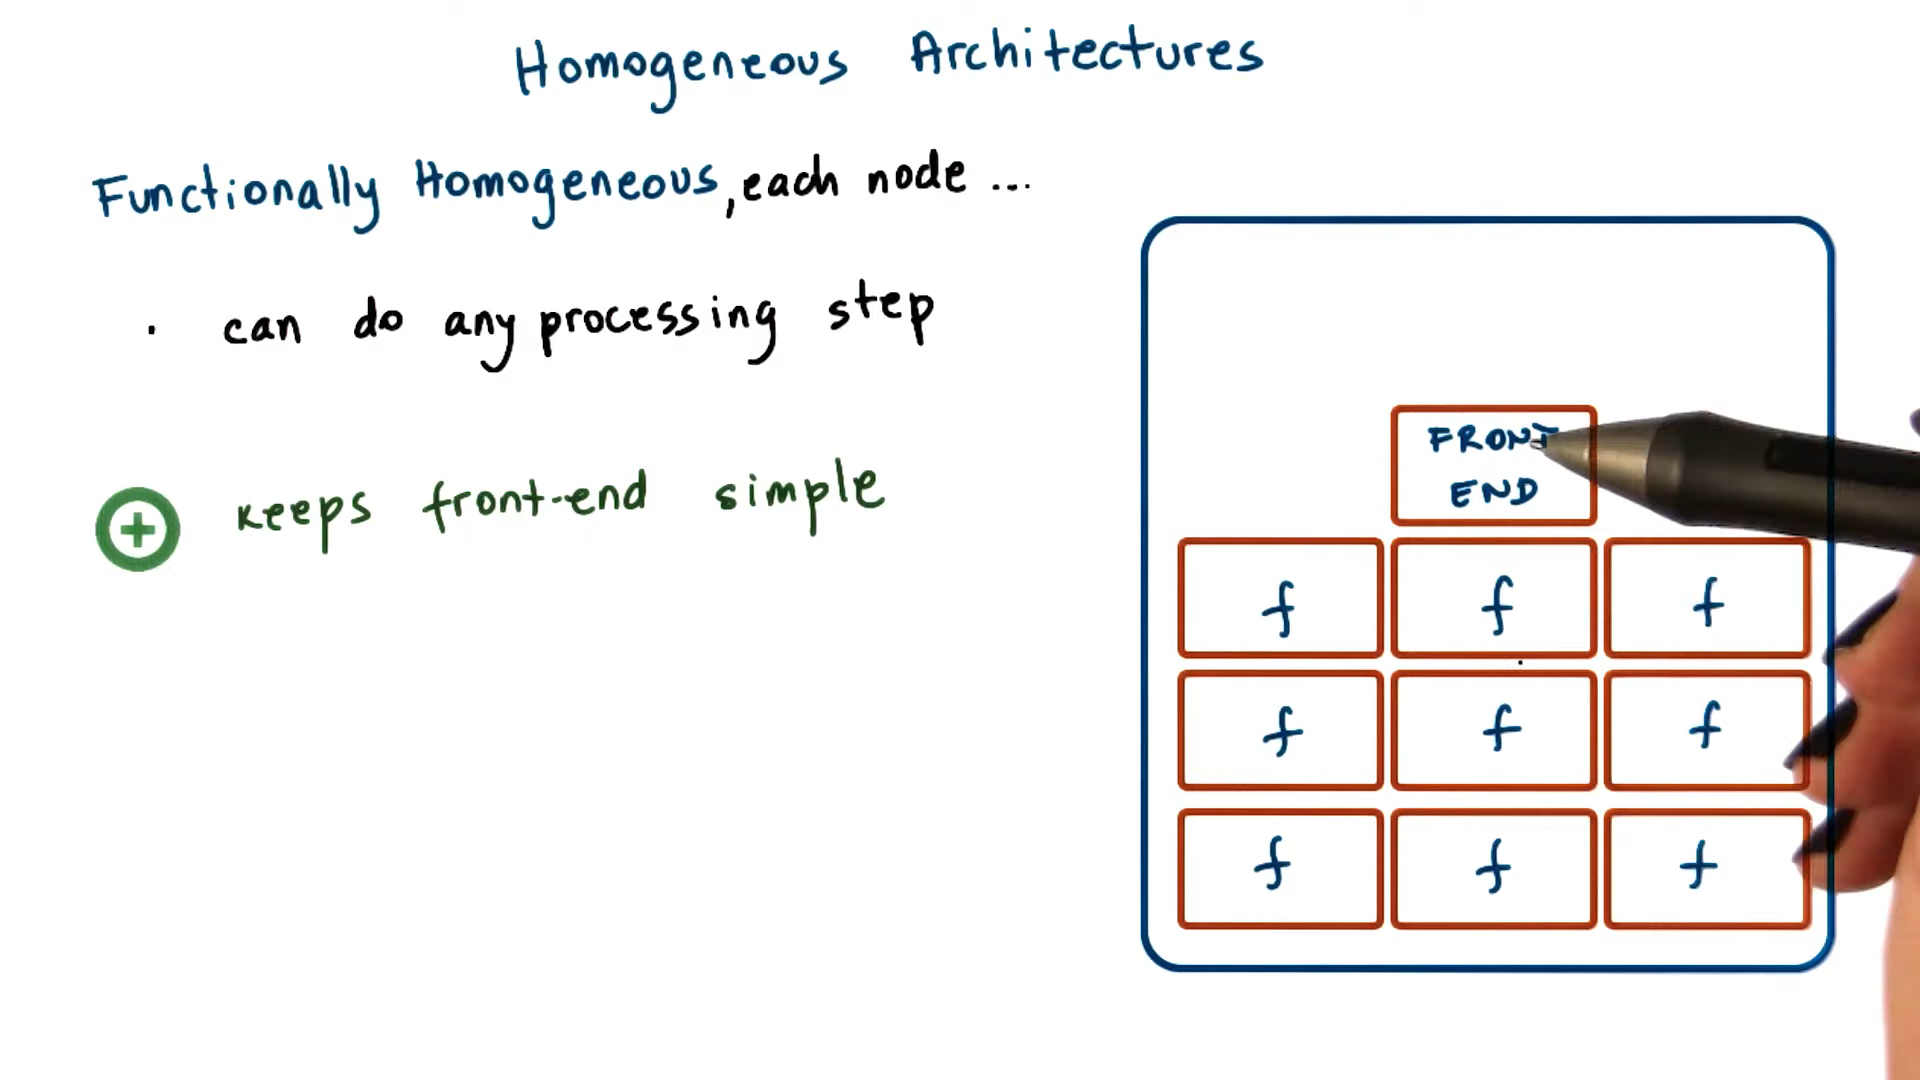 Homogeneous Architectures
Functionally Homogeneous, each node ...
· can do any processing step
+ keeps front-end simple
FRONT
END
f f f
f f f
f f f